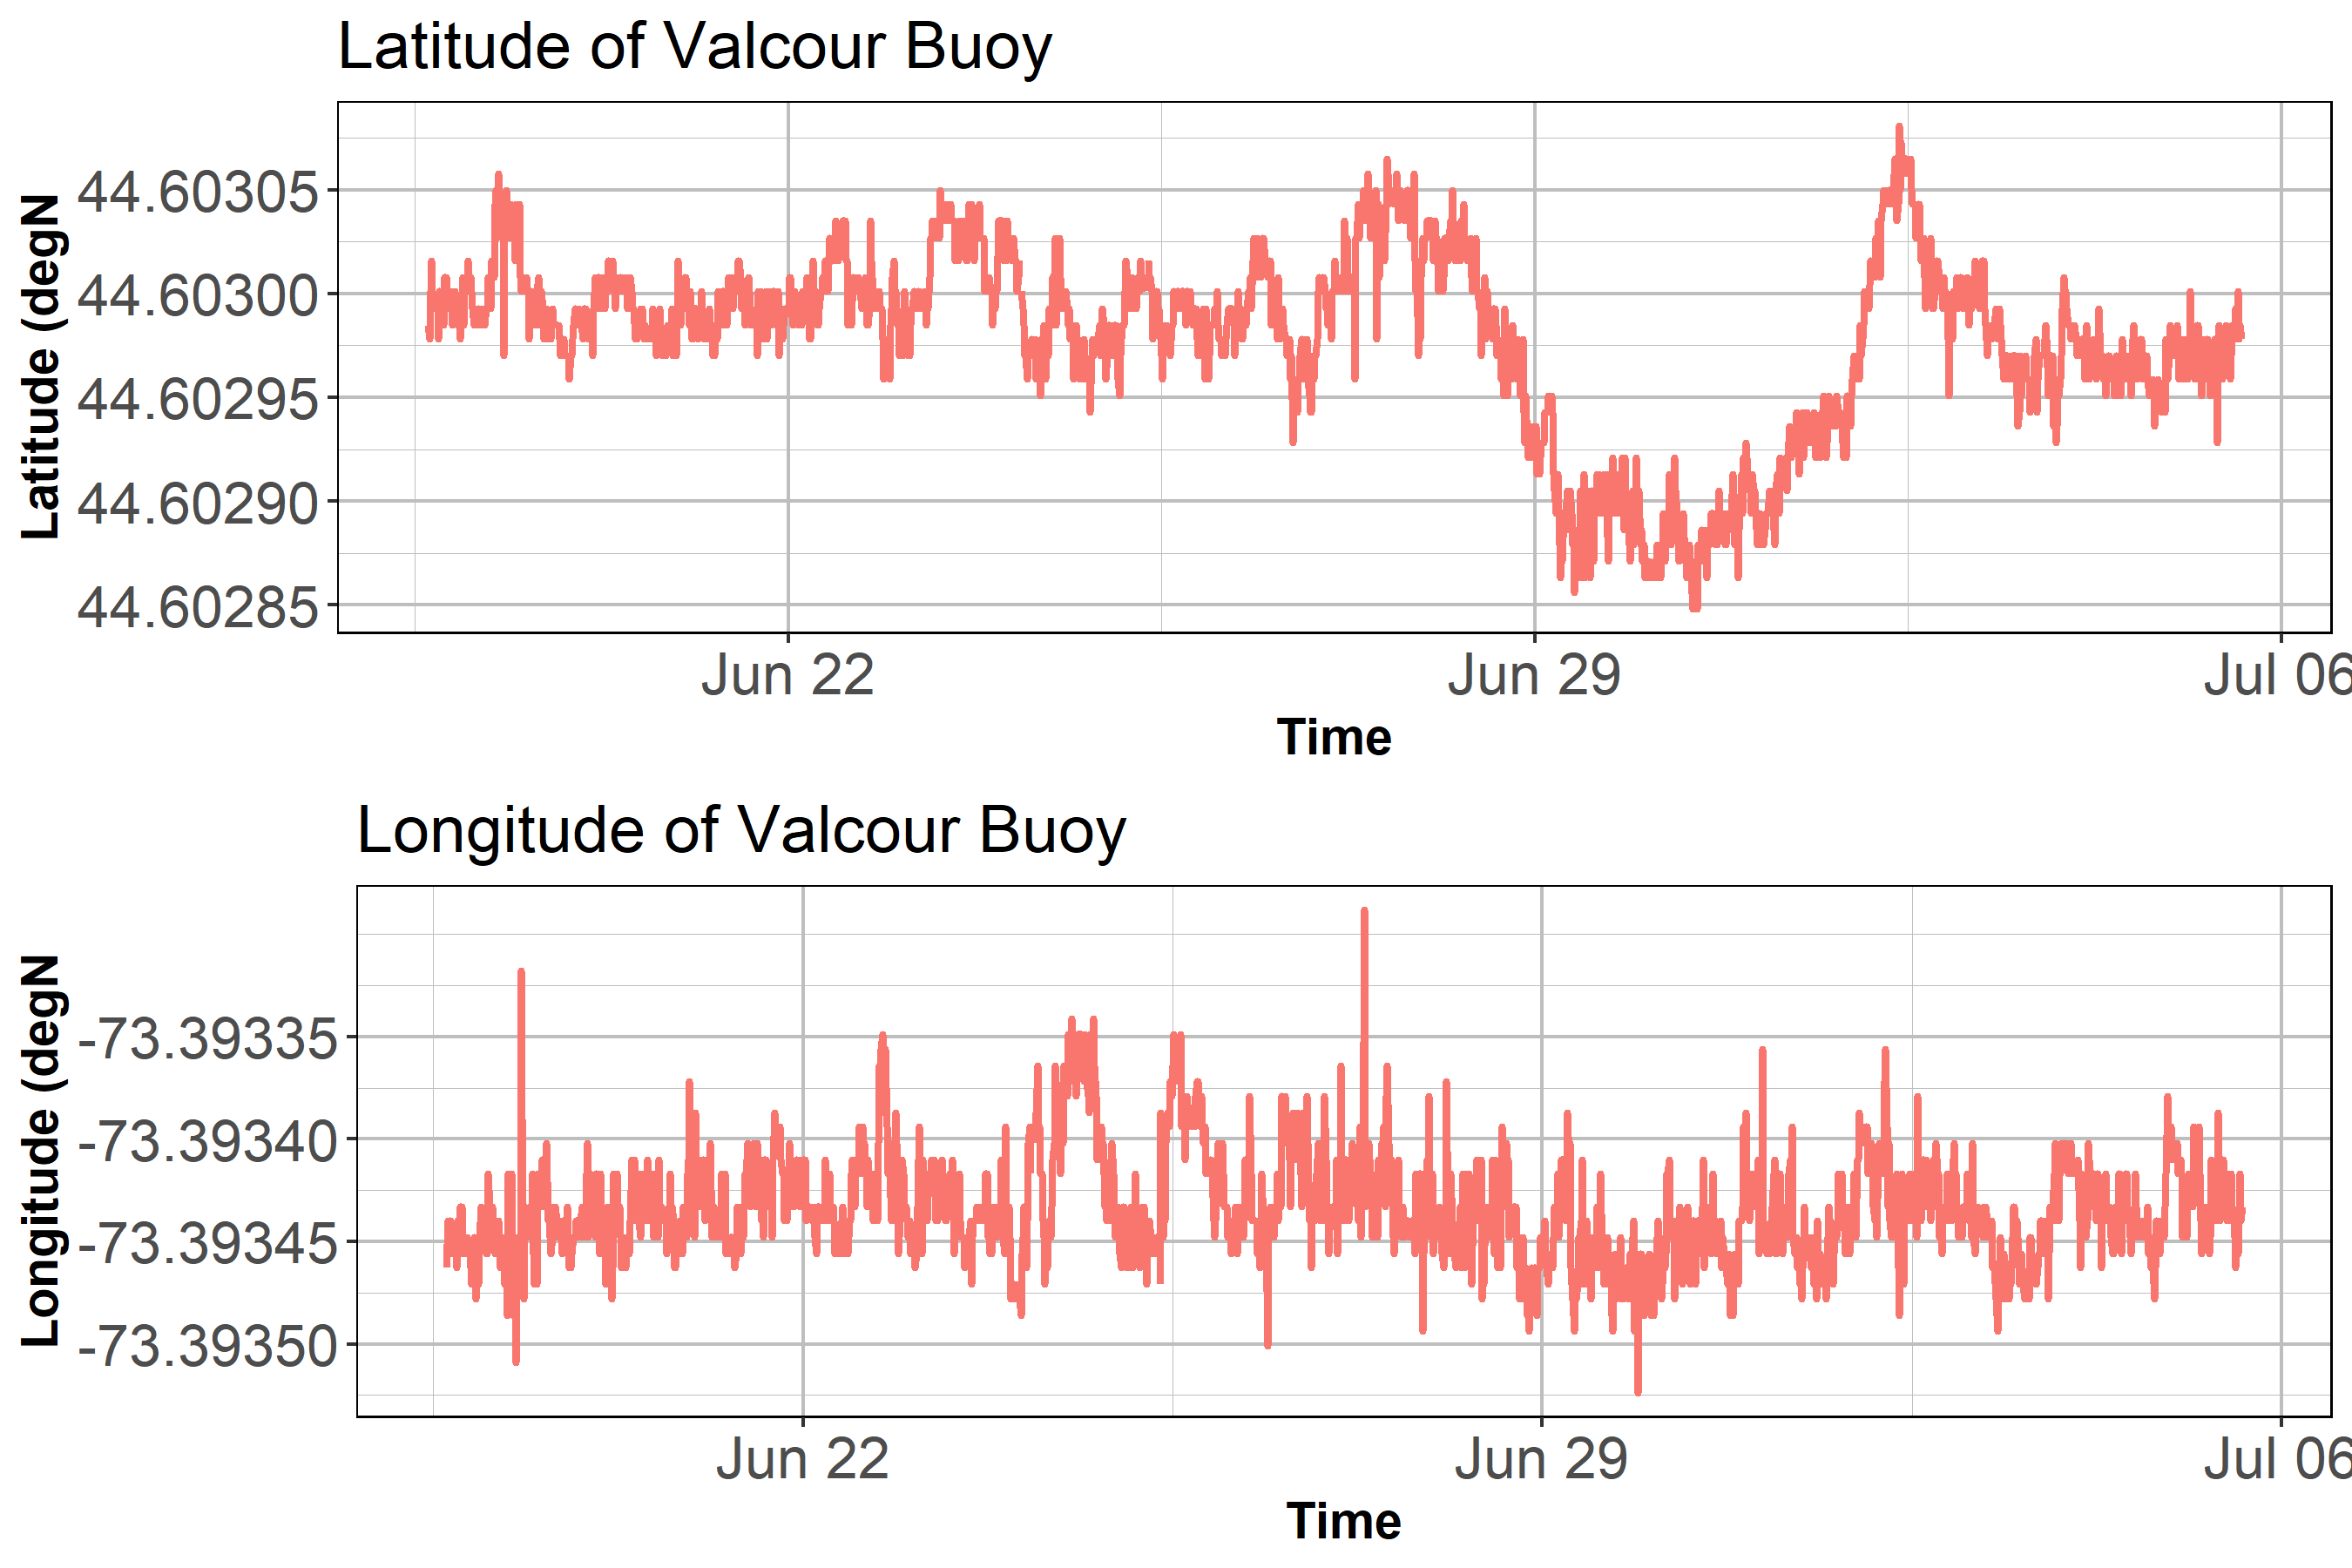 Latitude of Valcour Buoy
Latitude (degN
44.60305
44.60300
44.60295
44.60290
44.60285
Jun 22
Jun 29
Jul 06
Time
Longitude of Valcour Buoy
Longitude (degN
-73.39335
-73.39340
-73.39345
-73.39350
Jun 22
Jun 29
Jul 06
Time